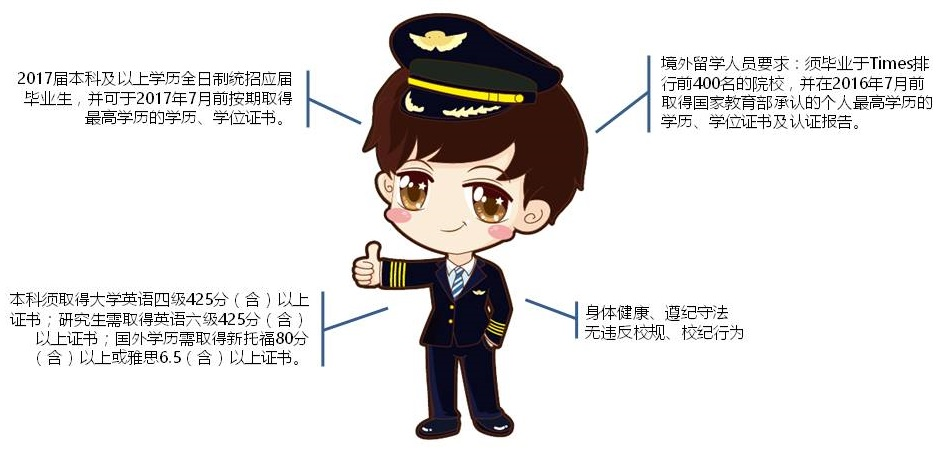 2017届本科及以上学历全日制统招应届
毕业生，并可于2017年7月前按期取得
最高学历的学历、学位证书。
境外留学人员要求：须毕业于Times排
行前400名的院校，并在2016年7月前
取得国家教育部承认的个人最高学历的
学历、学位证书及认证报告。
本科须取得大学英语四级425分（含）以上
证书；研究生需取得英语六级425分（含）
以上证书；国外学历需取得新托福80分
（含）以上或雅思6.5（含）以上证书。
身体健康、遵纪守法
无违反校规、校纪行为